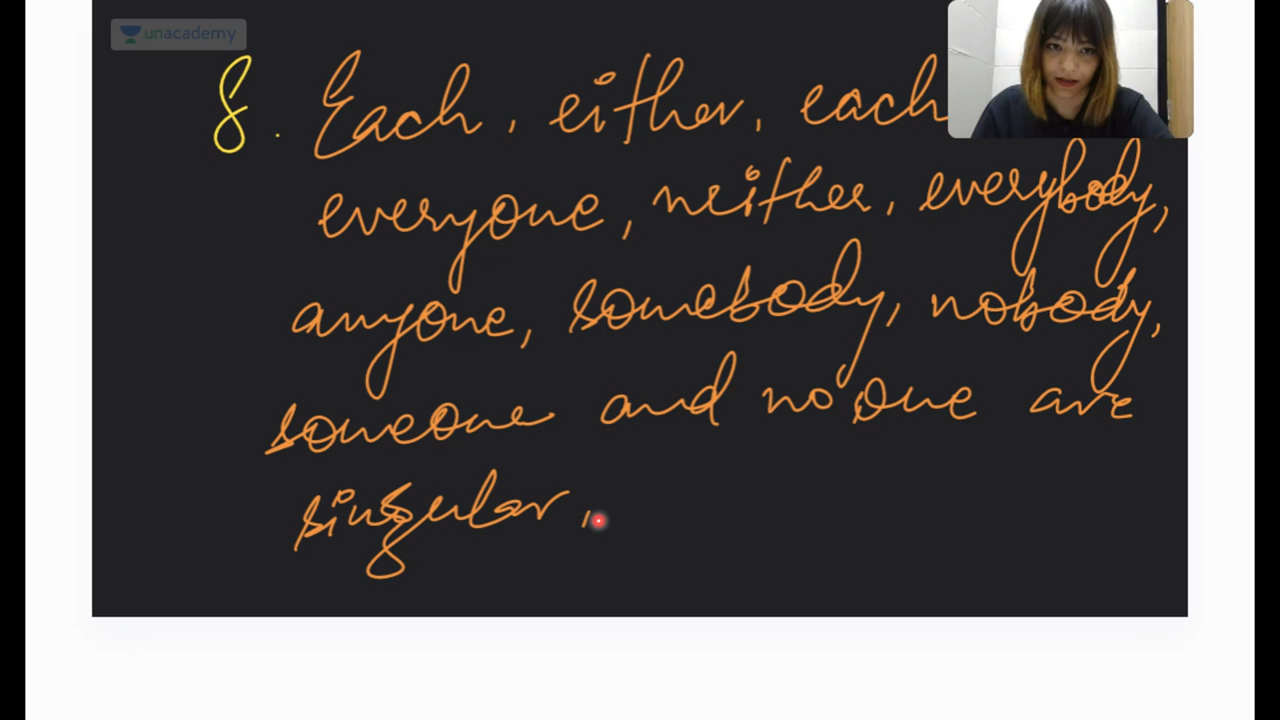 unacademy
8. Each, either, each
everyone, neither, everybody,
anyone, somebody, nobody,
someone and no one are
singular.